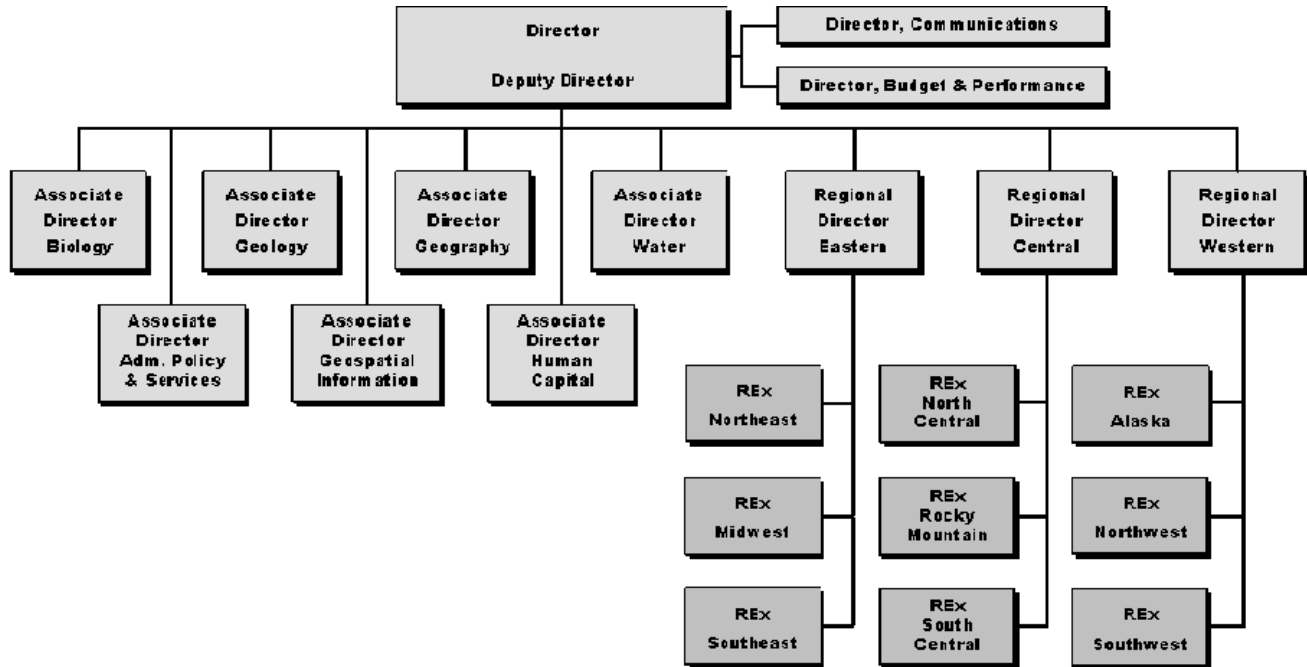 Director
Deputy Director
Director, Communications
Director, Budget & Performance
Associate
Director
Biology
Associate
Director
Geology
Associate
Director
Geography
Associate
Director
Water
Regional
Director
Eastern
Regional
Director
Central
Regional
Director
Western
Associate
Director
Adm. Policy
& Services
Associate
Director
Geospatial
Information
Associate
Director
Human
Capital
REx
Northeast
REx
North
Central
REx
Alaska
REx
Midwest
REx
Rocky
Mountain
REx
Northwest
REx
Southeast
REx
South
Central
REx
Southwest